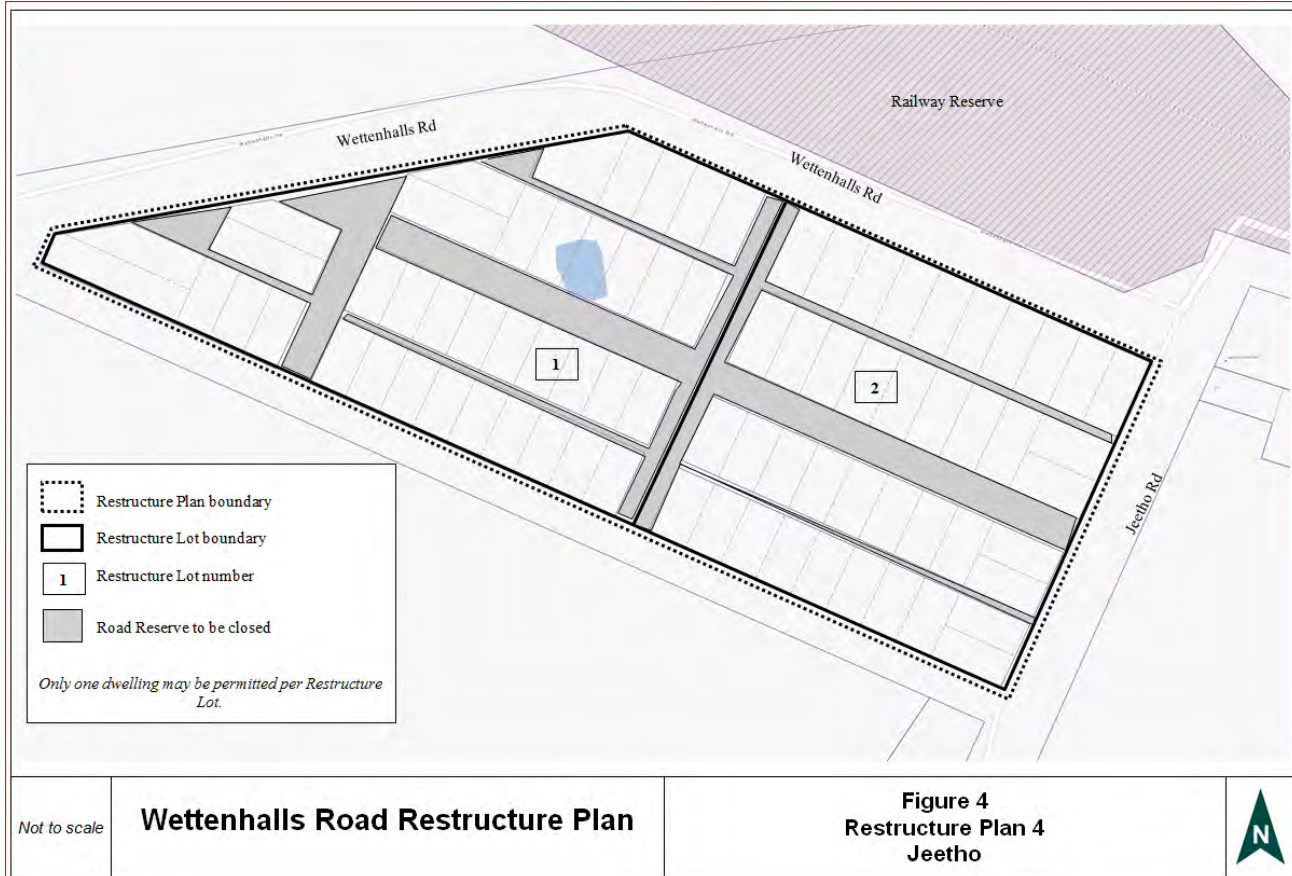 Railway Reserve
Wettenhalls Rd
Wettenhalls Rd
1
2
Jeetho Rd
Restructure Plan boundary
Restructure Lot boundary
1
Restructure Lot number
Road Reserve to be closed
Only one dwelling may be permitted per Restructure
Lot.
Not to scale
Wettenhalls Road Restructure Plan
Figure 4
Restructure Plan 4
Jeetho
N